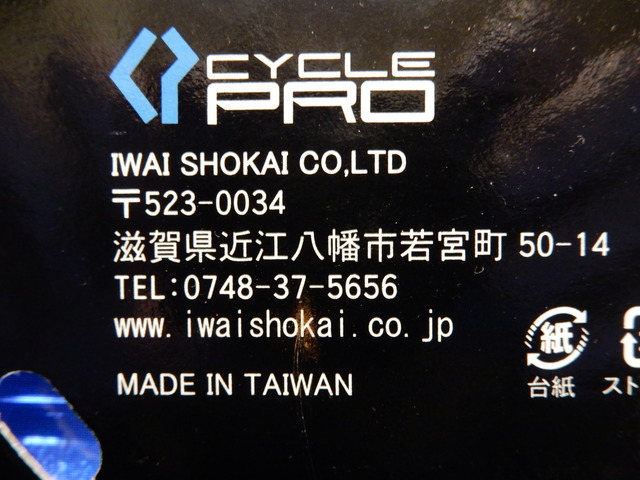 CYCLE
PRO
IWAI SHOKAI CO,LTD
〒523-0034
滋賀県近江八幡市若宮町 50-14
TEL:0748-37-5656
www.iwaishokai.co.jp
紙
台紙
スト
MADE IN TAIWAN